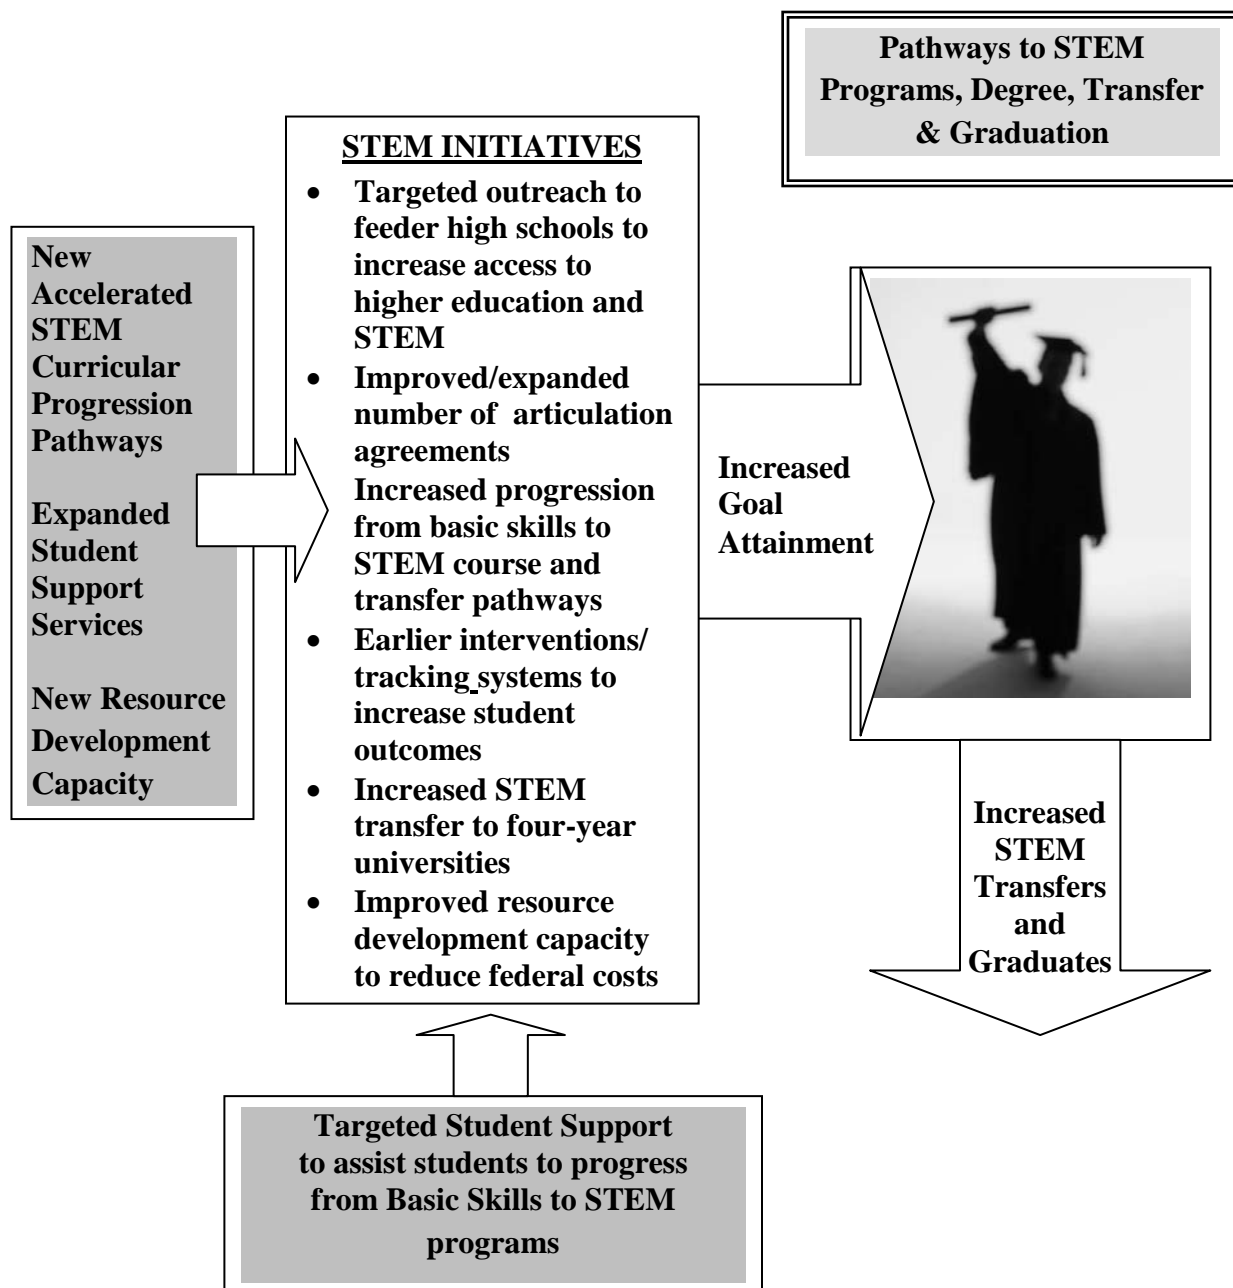 Pathways to STEM
Programs, Degree, Transfer
& Graduation
STEM INITIATIVES
• Targeted outreach to
feeder high schools to
increase access to
higher education and
STEM
• Improved/expanded
number of articulation
agreements
Increased progression
from basic skills to
STEM course and
transfer pathways
• Earlier interventions/
tracking systems to
increase student
outcomes
• Increased STEM
transfer to four-year
universities
• Improved resource
development capacity
to reduce federal costs
New
Accelerated
STEM
Curricular
Progression
Pathways
Expanded
Student
Support
Services
New Resource
Development
Capacity
Increased
Goal
Attainment
Increased
STEM
Transfers
and
Graduates
Targeted Student Support
to assist students to progress
from Basic Skills to STEM
programs